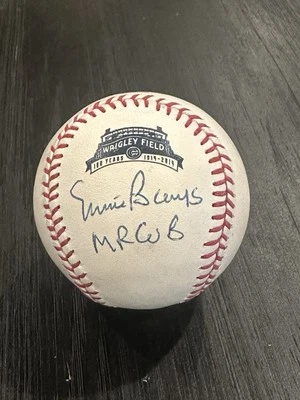 WRIGLEY FIELD
100 YEARS 1914-2014
Ernie Banks
MR CUB